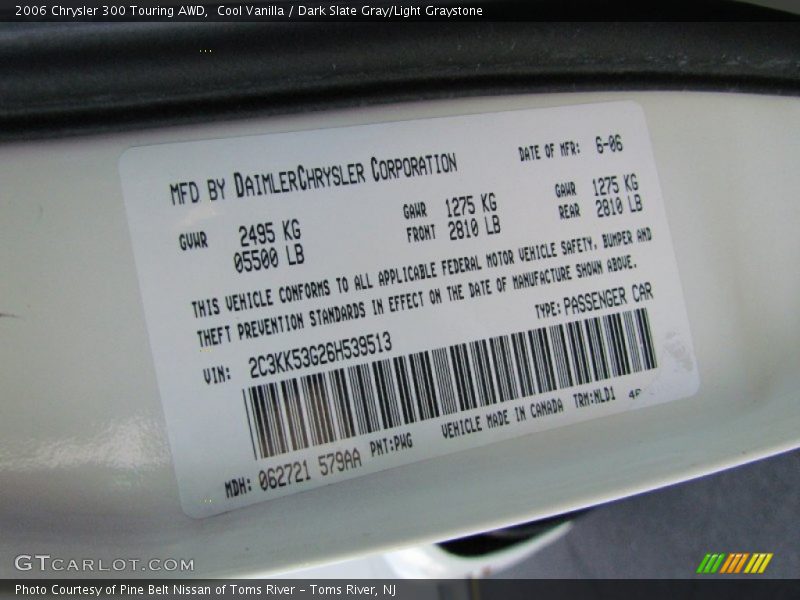 2006 Chrysler 300 Touring AWD,  Cool Vanilla / Dark Slate Gray/Light Graystone
MFD BY DAIMLERCHRYSLER CORPORATION
DATE OF MFR: 6-06
GVWR 2495 KG
05500 LB
GAWR 1275 KG
FRONT 2810 LB
GAWR 1275 KG
REAR 2810 LB
THIS VEHICLE CONFORMS TO ALL APPLICABLE FEDERAL MOTOR VEHICLE SAFETY, BUMPER AND
THEFT PREVENTION STANDARDS IN EFFECT ON THE DATE OF MANUFACTURE SHOWN ABOVE.
VIN: 2C3KK53G26H539513
TYPE: PASSENGER CAR
MDH: 062721 579AA PNT:PWG
VEHICLE MADE IN CANADA TRM:NLD1
GTCARLOT.COM
Photo Courtesy of Pine Belt Nissan of Toms River – Toms River, NJ